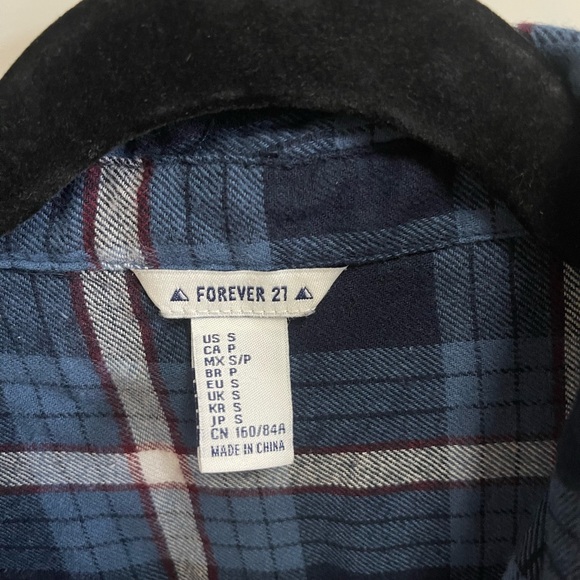 FOREVER 21
US S
CA P
MX S/P
BR P
EU S
UK S
KR S
JP S
CN 160/84A
MADE IN CHINA